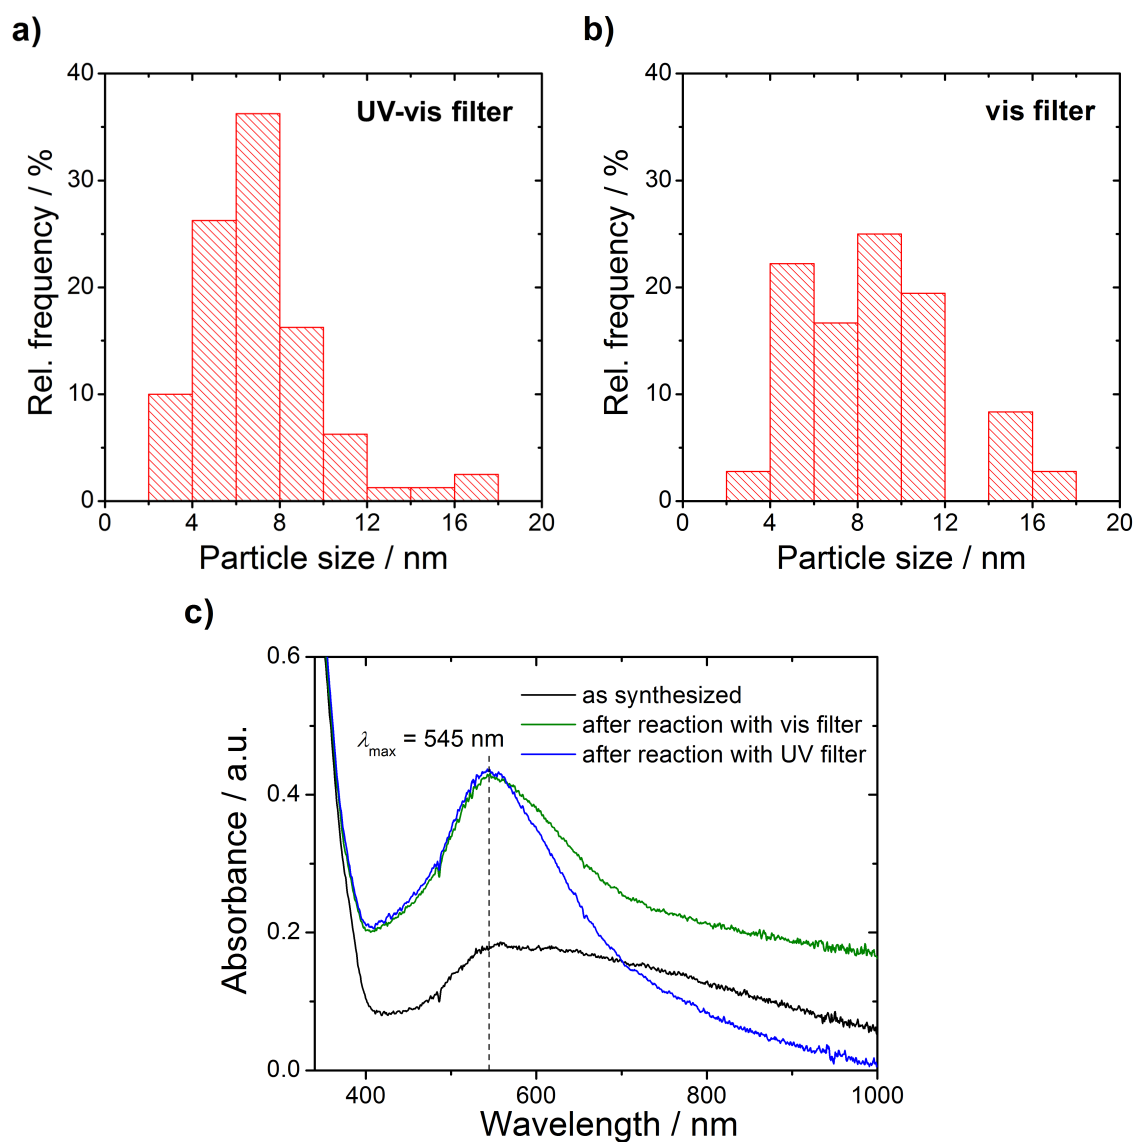 a)
UV-vis filter
40
30
20
10
0
Rel. frequency / %
0 4 8 12 16 20
Particle size / nm
b)
vis filter
40
30
20
10
0
Rel. frequency / %
0 4 8 12 16 20
Particle size / nm
c)
0.6
0.4
0.2
0.0
Absorbance / a.u.
as synthesized
after reaction with vis filter
after reaction with UV filter
λmax = 545 nm
400 600 800 1000
Wavelength / nm